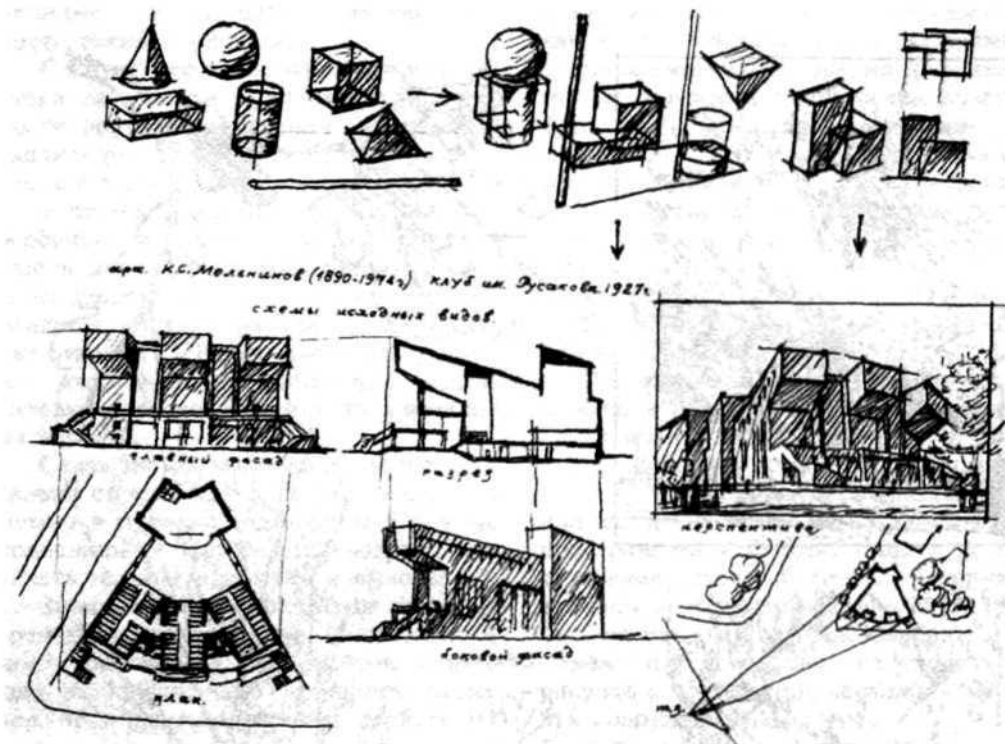 арх. К.С. Мельников (1890-1974г) клуб им. Русакова 1927г.
схемы исходных видов.
главный фасад
разрез
перспектива
боковой фасад
план.
т.з.